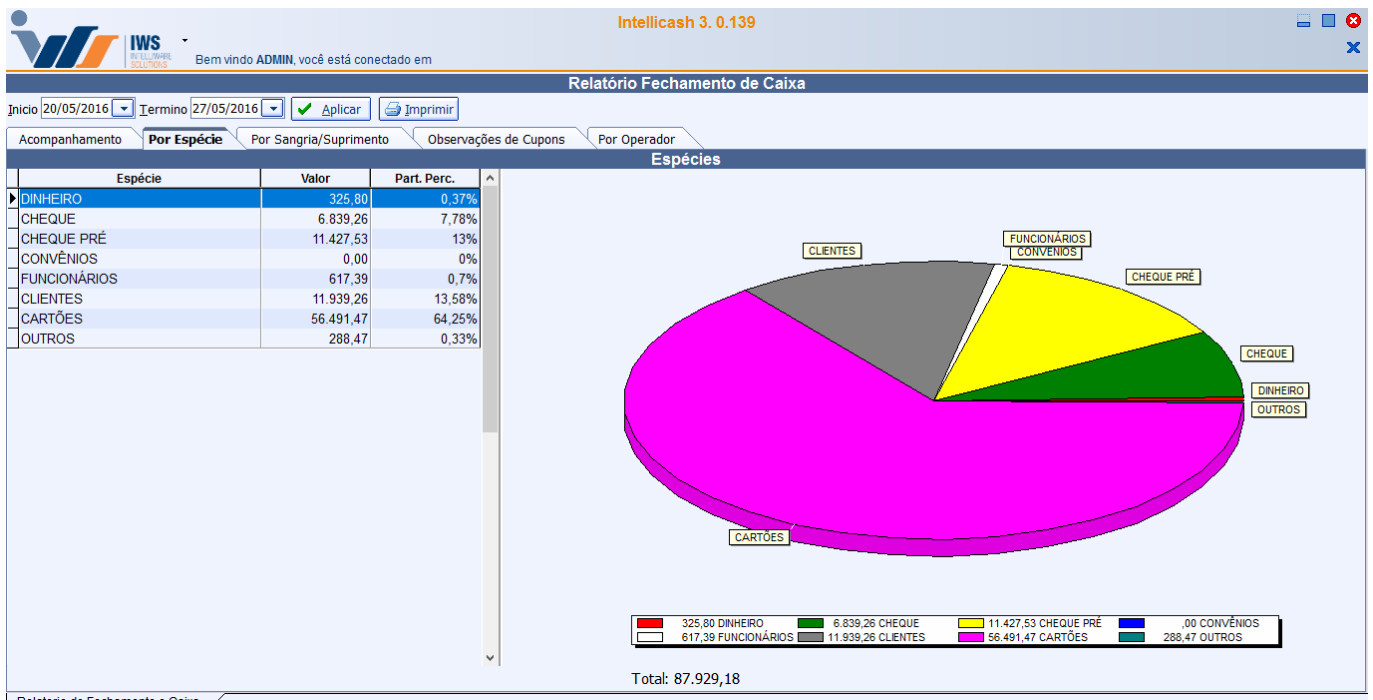 Intellicash 3. 0.139
IWS
INTELLIWARE
SOLUTIONS
Bem vindo ADMIN, você está conectado em
Relatório Fechamento de Caixa
Inicio 20/05/2016 Termino 27/05/2016 Aplicar Imprimir
Acompanhamento Por Espécie Por Sangria/Suprimento Observações de Cupons Por Operador
Espécies
Espécie Valor Part. Perc.
DINHEIRO 325,80 0,37%
CHEQUE 6.839,26 7,78%
CHEQUE PRÉ 11.427,53 13%
CONVÊNIOS 0,00 0%
FUNCIONÁRIOS 617,39 0,7%
CLIENTES 11.939,26 13,58%
CARTÕES 56.491,47 64,25%
OUTROS 288,47 0,33%
FUNCIONÁRIOS
CONVÊNIOS
CLIENTES
CHEQUE PRÉ
CHEQUE
DINHEIRO
OUTROS
CARTÕES
325,80 DINHEIRO 6.839,26 CHEQUE 11.427,53 CHEQUE PRÉ ,00 CONVÊNIOS
617,39 FUNCIONÁRIOS 11.939,26 CLIENTES 56.491,47 CARTÕES 288,47 OUTROS
Total: 87.929,18
Relatorio de Fechamento e Caixa